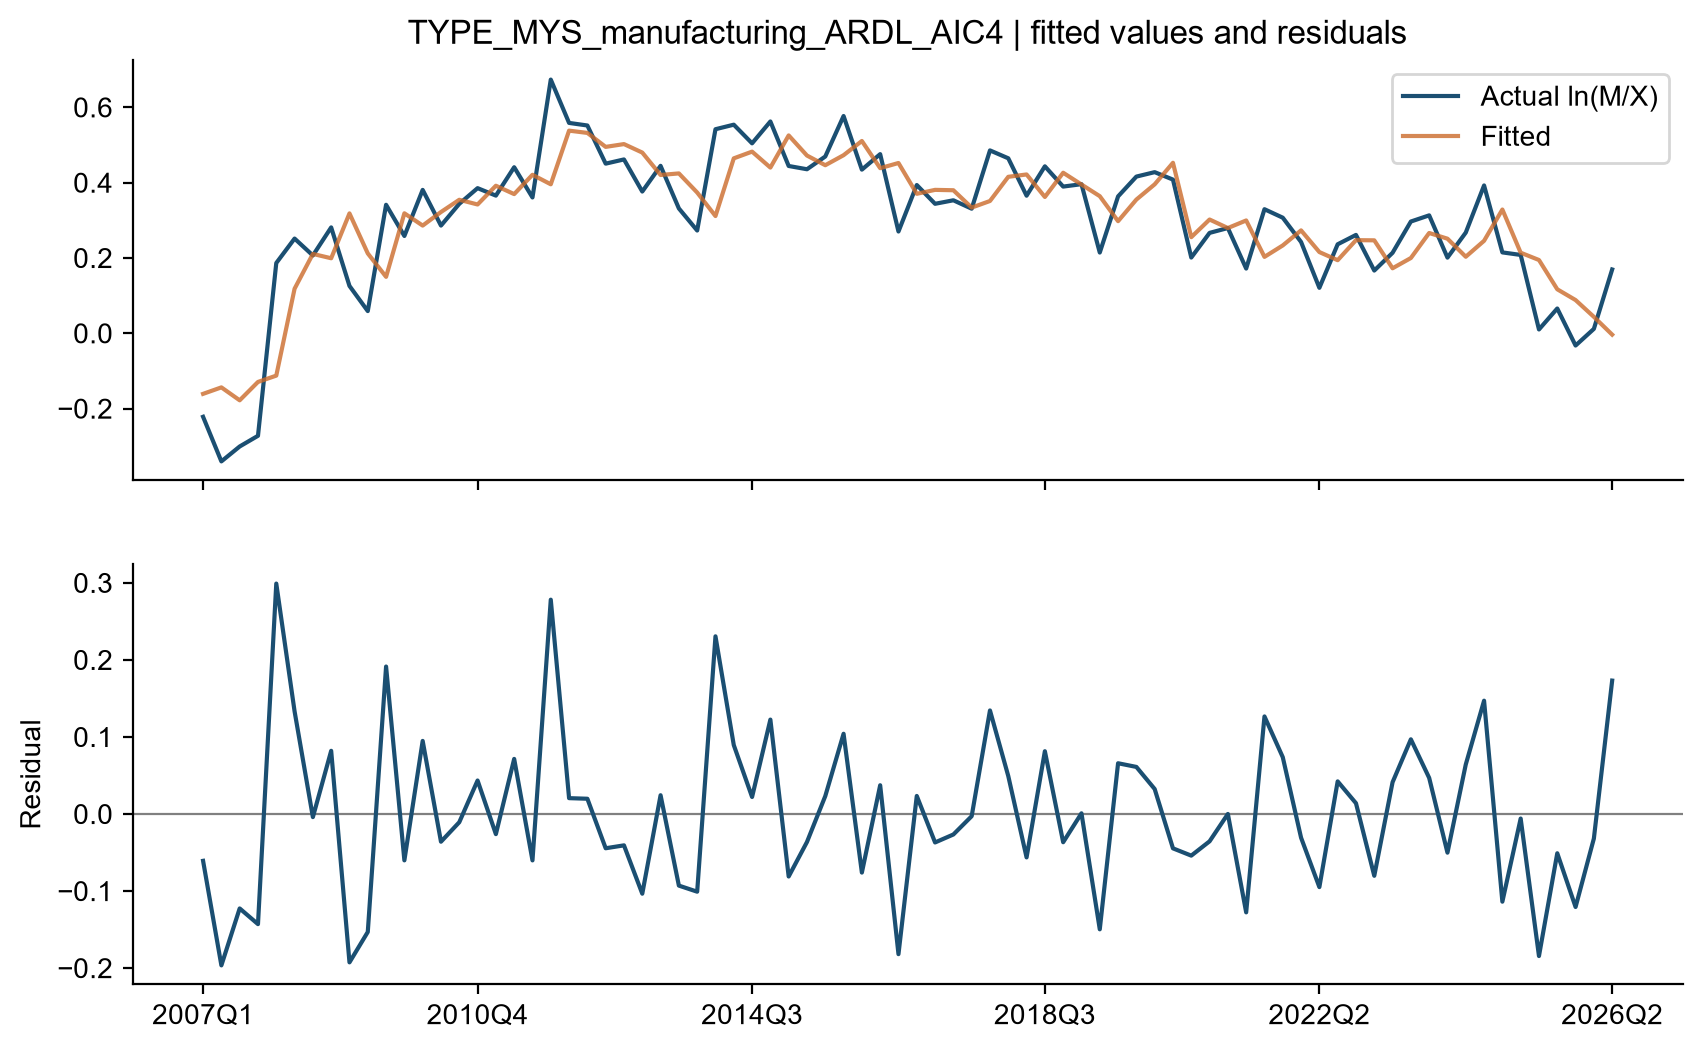 TYPE_MYS_manufacturing_ARDL_AIC4 | fitted values and residuals
Actual ln(M/X)
Fitted
0.6
0.4
0.2
0.0
−0.2
Residual
0.3
0.2
0.1
0.0
−0.1
−0.2
2007Q1 2010Q4 2014Q3 2018Q3 2022Q2 2026Q2